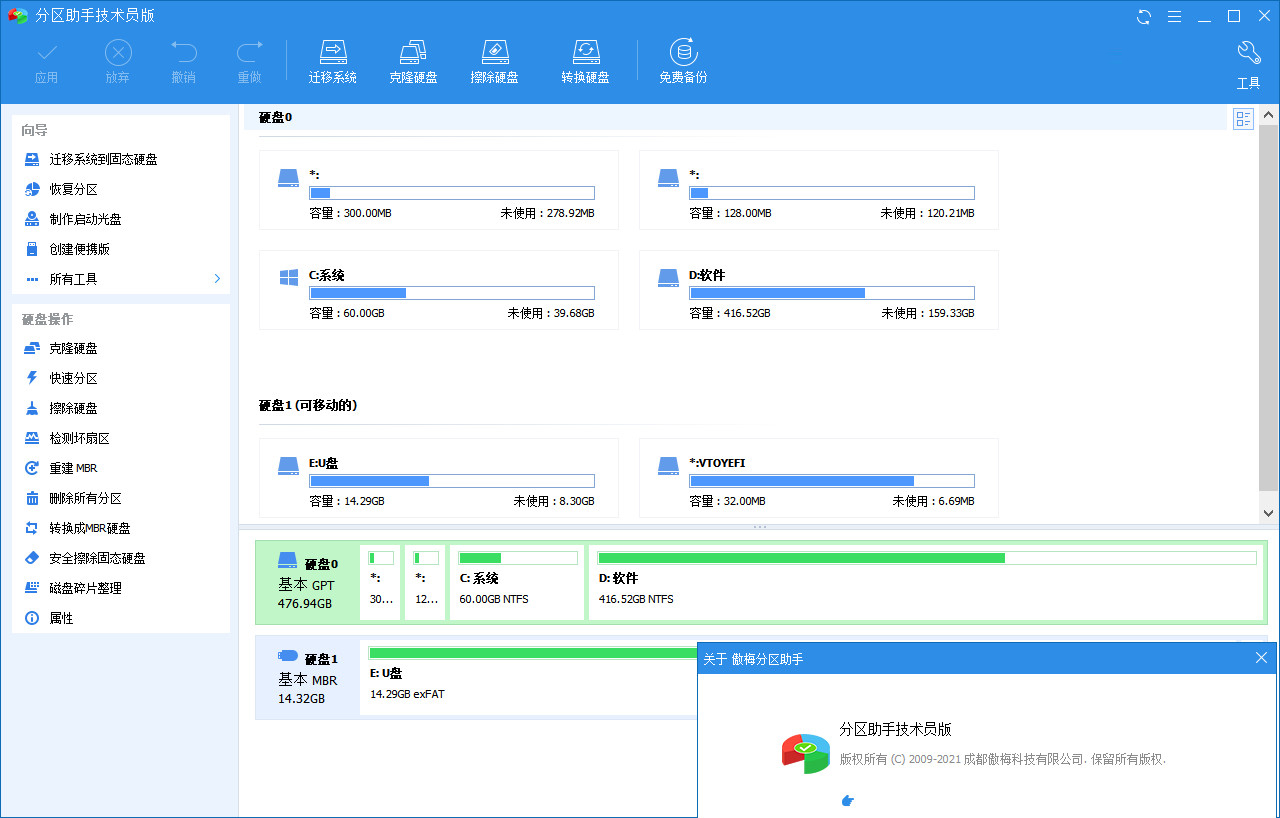 分区助手技术员版
应用 放弃 撤销 重做 迁移系统 克隆硬盘 擦除硬盘 转换硬盘 免费备份 工具
向导
迁移系统到固态硬盘
恢复分区
制作启动光盘
创建便携版
所有工具
硬盘操作
克隆硬盘
快速分区
擦除硬盘
检测坏扇区
重建 MBR
删除所有分区
转换成MBR硬盘
安全擦除固态硬盘
磁盘碎片整理
属性
硬盘0
*:
容量 : 300.00MB 未使用 : 278.92MB
*:
容量 : 128.00MB 未使用 : 120.21MB
C:系统
容量 : 60.00GB 未使用 : 39.68GB
D:软件
容量 : 416.52GB 未使用 : 159.33GB
硬盘1 (可移动的)
E:U盘
容量 : 14.29GB 未使用 : 8.30GB
*:VTOYEFI
容量 : 32.00MB 未使用 : 6.69MB
硬盘0
基本 GPT
476.94GB
*:
30...
*:
12...
C: 系统
60.00GB NTFS
D: 软件
416.52GB NTFS
硬盘1
基本 MBR
14.32GB
E: U盘
14.29GB exFAT
关于 傲梅分区助手
分区助手技术员版
版权所有 (C) 2009-2021 成都傲梅科技有限公司. 保留所有版权.